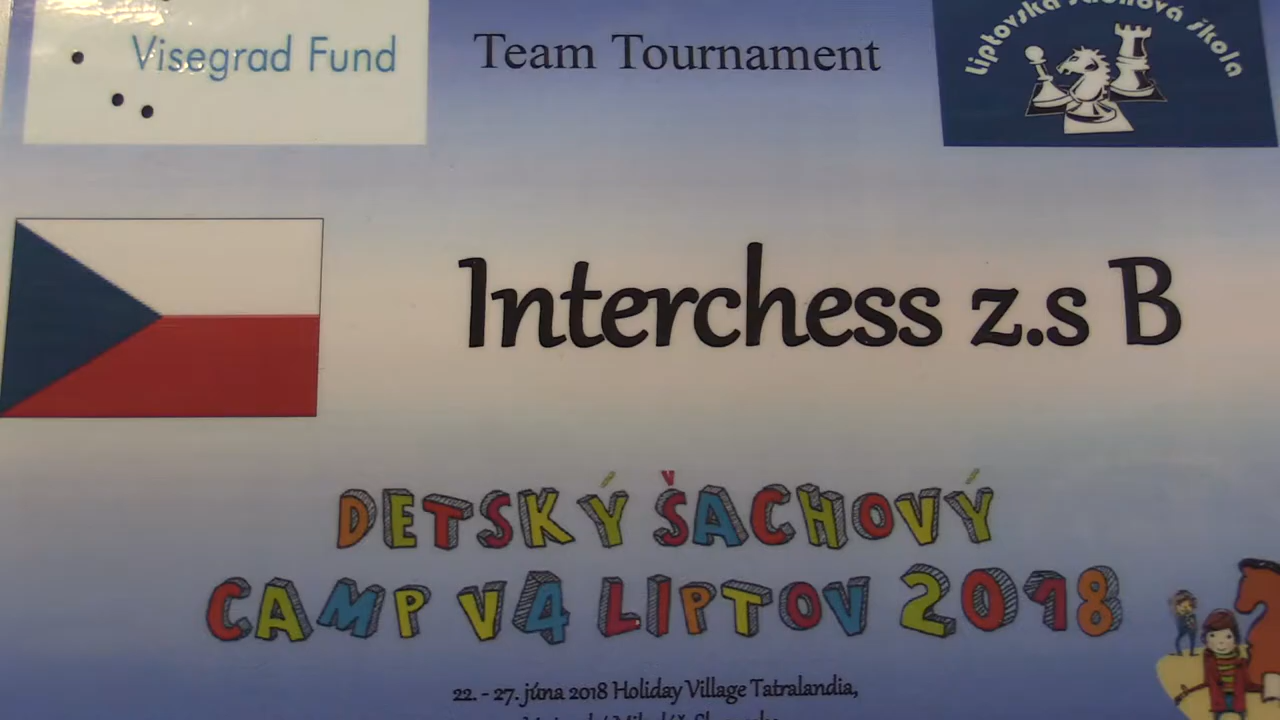 Visegrad Fund
Team Tournament
Liptovská šachová škola
Interchess z.s B
DETSKÝ ŠACHOVÝ
CAMP V4 LIPTOV 2018
22. - 27. júna 2018 Holiday Village Tatralandia,